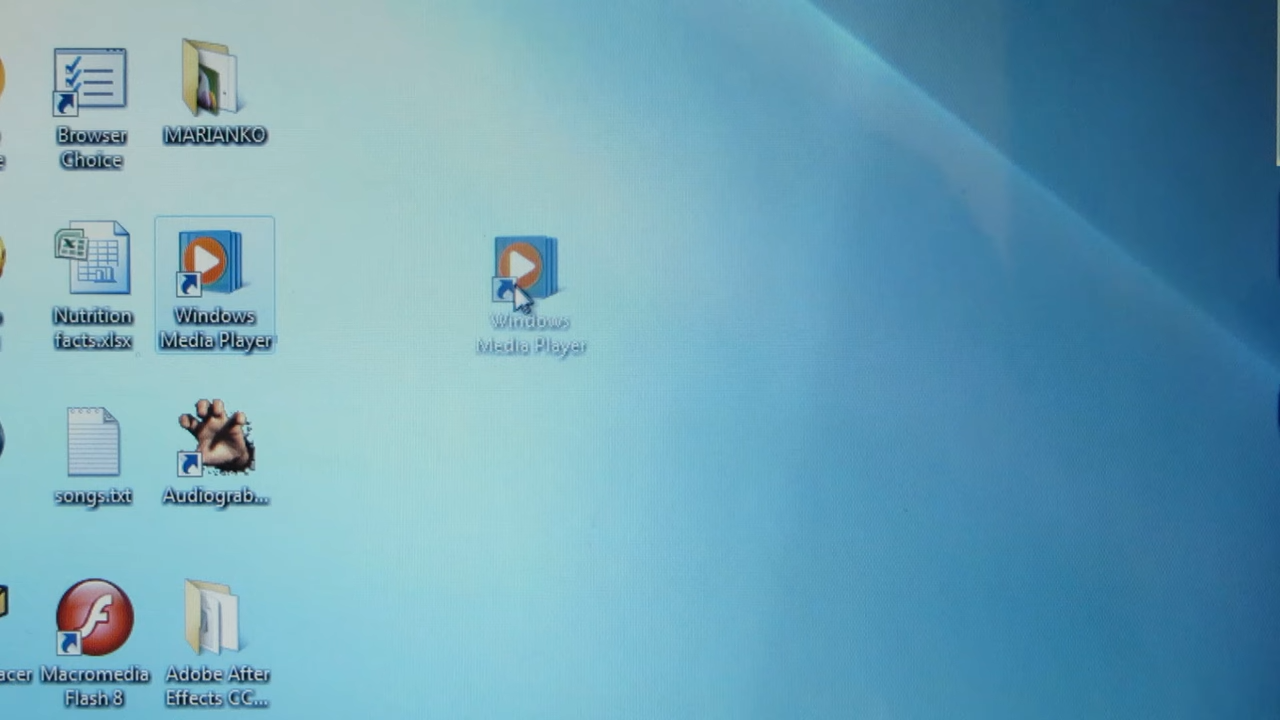 Browser
Choice
MARIANKO
Nutrition
facts.xlsx
Windows
Media Player
Windows
Media Player
songs.txt
Audiograb...
Macromedia
Flash 8
Adobe After
Effects CC...